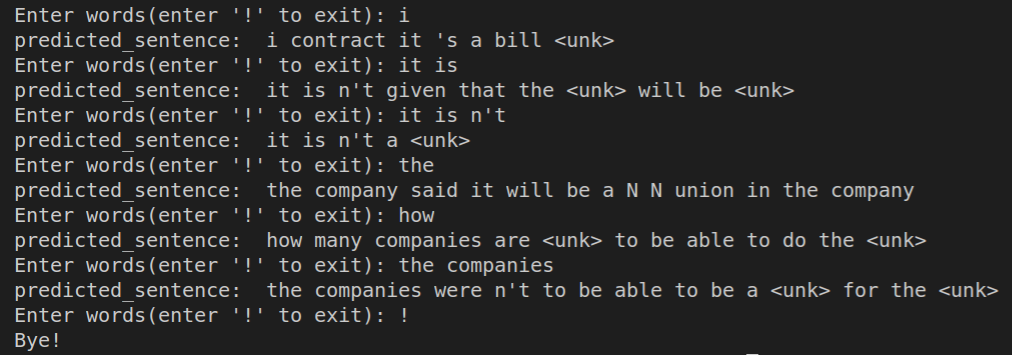 Enter words(enter '!' to exit): i
predicted_sentence:  i contract it 's a bill <unk>
Enter words(enter '!' to exit): it is
predicted_sentence:  it is n't given that the <unk> will be <unk>
Enter words(enter '!' to exit): it is n't
predicted_sentence:  it is n't a <unk>
Enter words(enter '!' to exit): the
predicted_sentence:  the company said it will be a N N union in the company
Enter words(enter '!' to exit): how
predicted_sentence:  how many companies are <unk> to be able to do the <unk>
Enter words(enter '!' to exit): the companies
predicted_sentence:  the companies were n't to be able to be a <unk> for the <unk>
Enter words(enter '!' to exit): !
Bye!